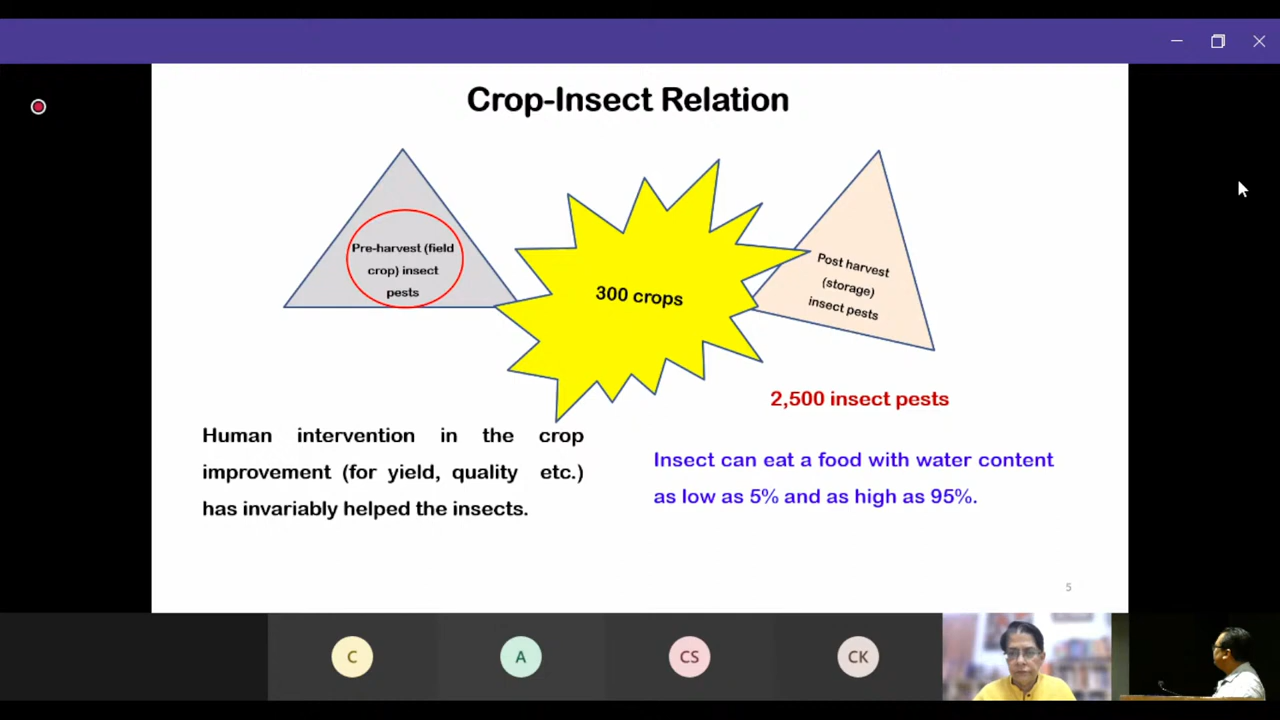 Crop-Insect Relation
Pre-harvest (field
crop) insect
pests
300 crops
Post harvest
(storage)
insect pests
2,500 insect pests
Human intervention in the crop
improvement (for yield, quality etc.)
has invariably helped the insects.
Insect can eat a food with water content
as low as 5% and as high as 95%.
5
C
A
CS
CK